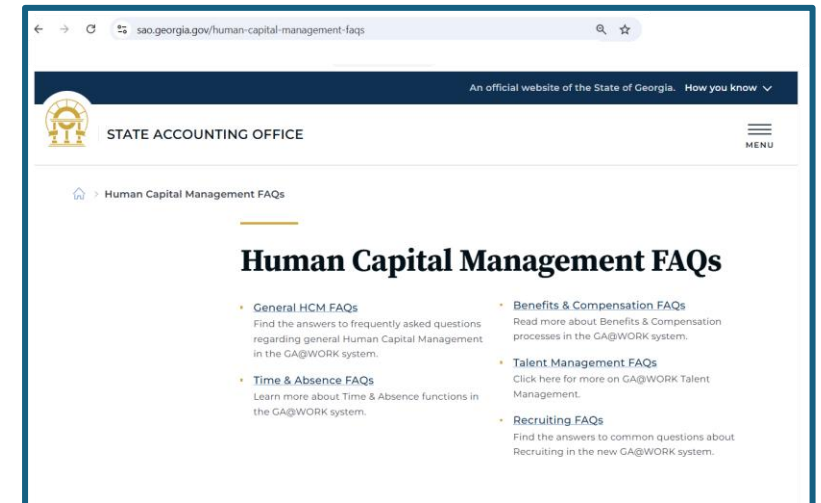 sao.georgia.gov/human-capital-management-faqs
An official website of the State of Georgia. How you know
STATE ACCOUNTING OFFICE
MENU
> Human Capital Management FAQs
Human Capital Management FAQs
General HCM FAQs
Find the answers to frequently asked questions
regarding general Human Capital Management
in the GA@WORK system.
Time & Absence FAQs
Learn more about Time & Absence functions in
the GA@WORK system.
Benefits & Compensation FAQs
Read more about Benefits & Compensation
processes in the GA@WORK system.
Talent Management FAQs
Click here for more on GA@WORK Talent
Management.
Recruiting FAQs
Find the answers to common questions about
Recruiting in the new GA@WORK system.